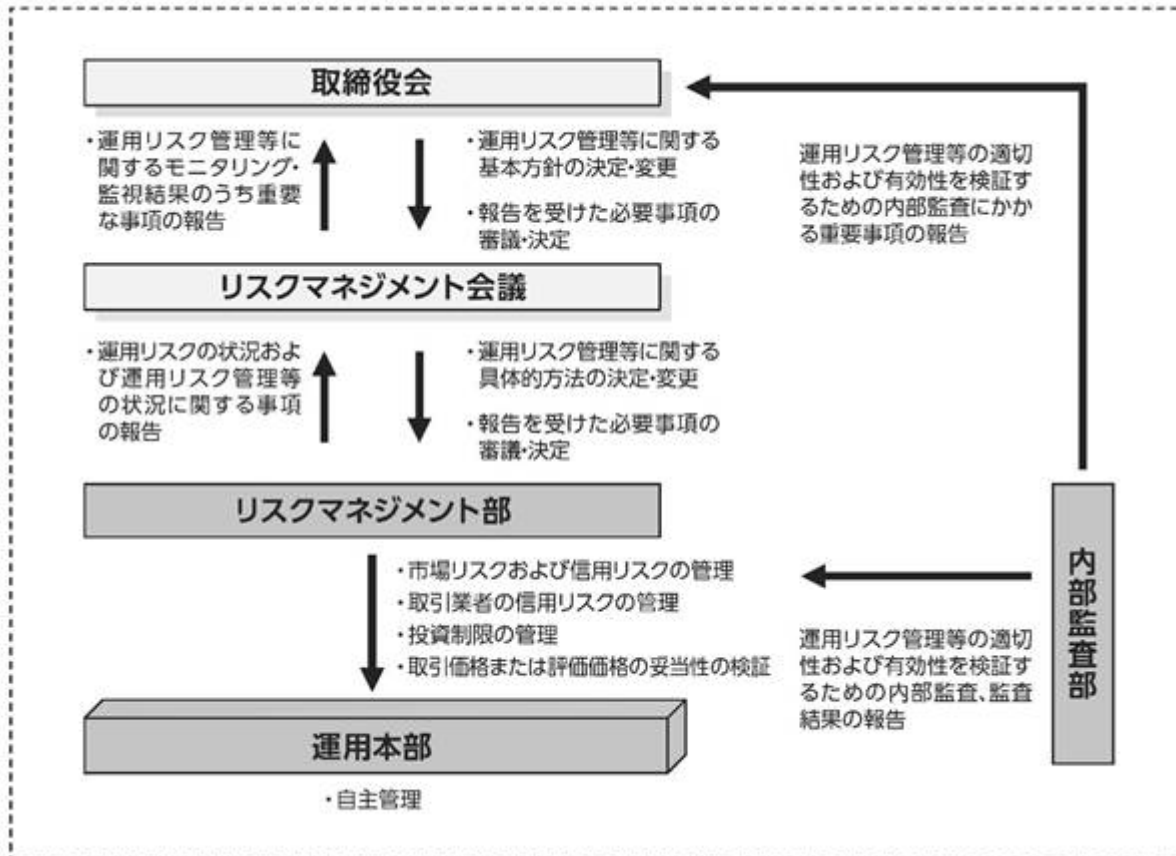 取締役会
・運用リスク管理等に
関するモニタリング・
監視結果のうち重要
な事項の報告
・運用リスク管理等に関する
基本方針の決定・変更
・報告を受けた必要事項の
審議・決定
運用リスク管理等の適切
性および有効性を検証す
るための内部監査にかか
る重要事項の報告
リスクマネジメント会議
・運用リスクの状況およ
び運用リスク管理等
の状況に関する事項
の報告
・運用リスク管理等に関する
具体的方法の決定・変更
・報告を受けた必要事項の
審議・決定
リスクマネジメント部
・市場リスクおよび信用リスクの管理
・取引業者の信用リスクの管理
・投資制限の管理
・取引価格または評価価格の妥当性の検証
内部監査部
運用リスク管理等の適切
性および有効性を検証す
るための内部監査、監査
結果の報告
運用本部
・自主管理